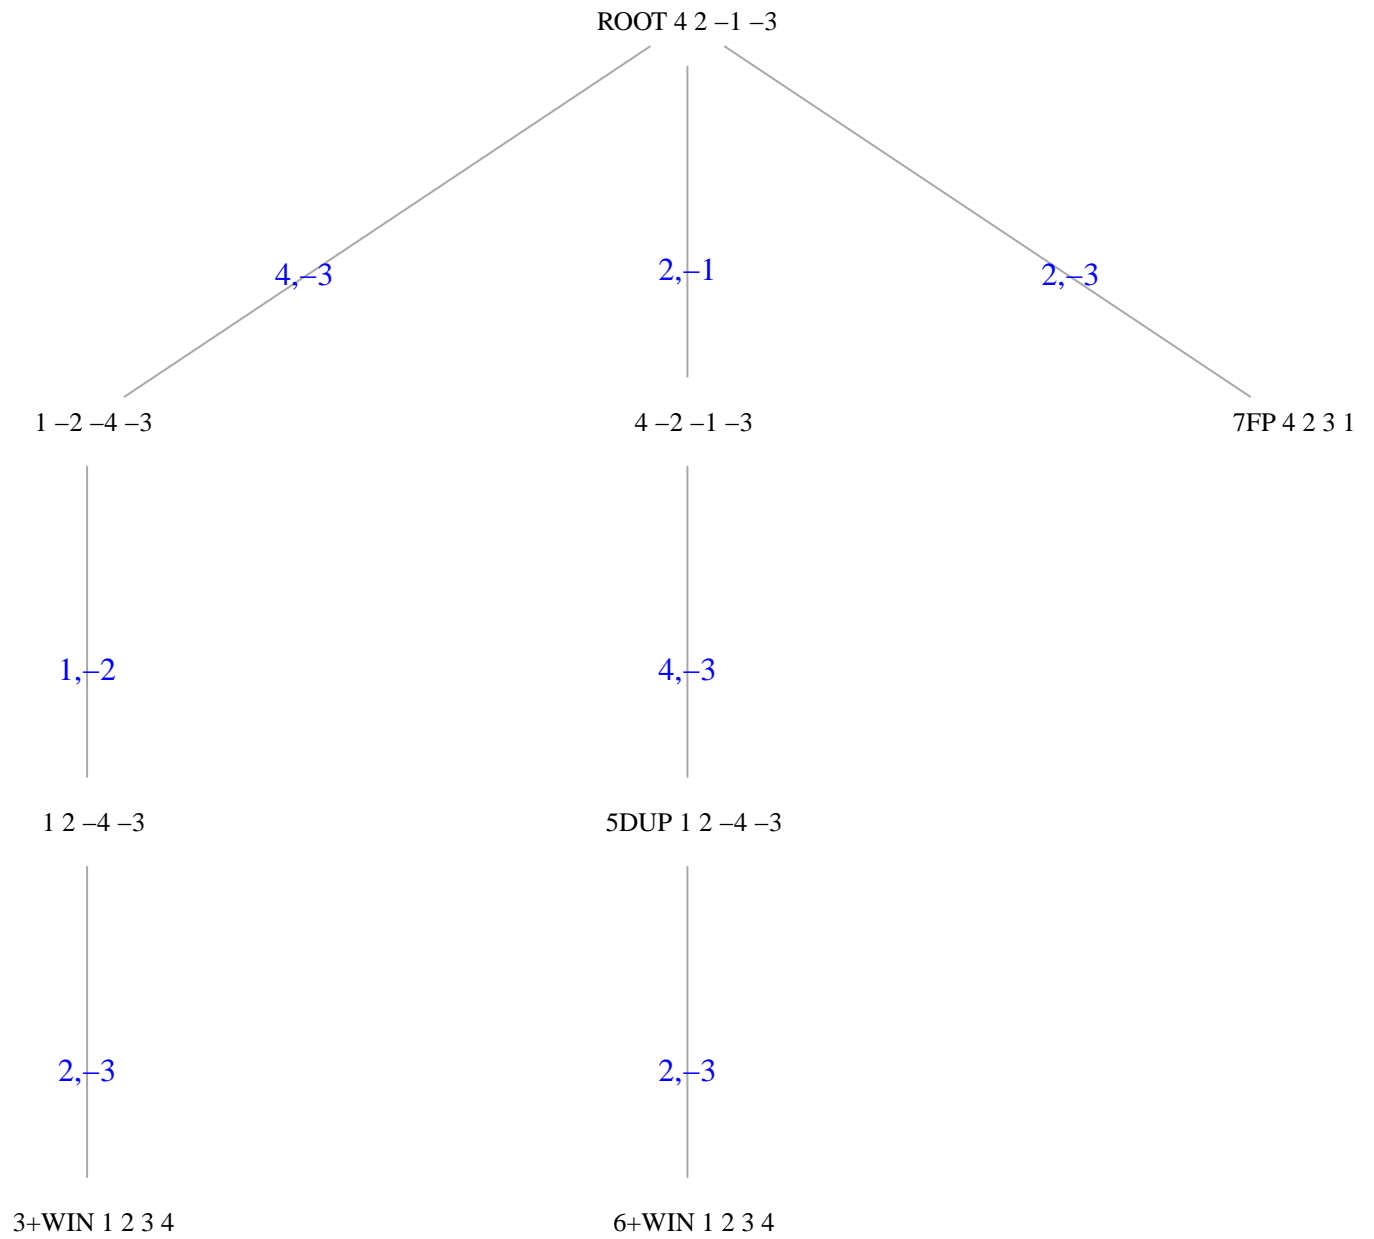 ROOT 4 2 –1 –3
4,–3
2,–1
2,–3
1 –2 –4 –3
4 –2 –1 –3
7FP 4 2 3 1
1,–2
4,–3
1 2 –4 –3
5DUP 1 2 –4 –3
2,–3
2,–3
3+WIN 1 2 3 4
6+WIN 1 2 3 4